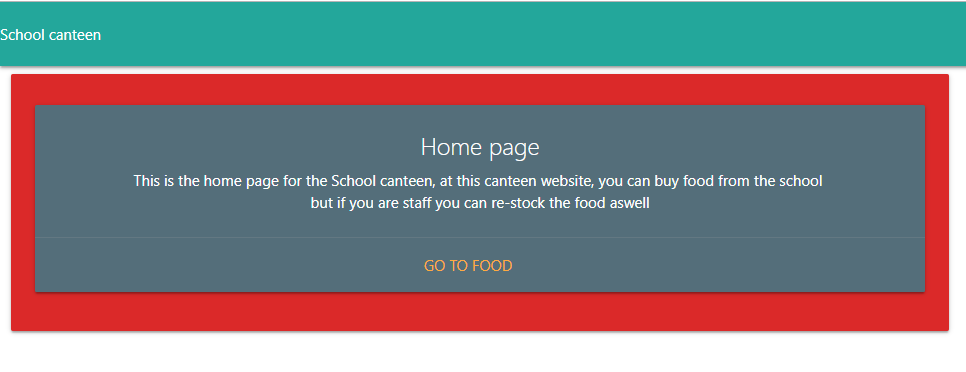 School canteen
Home page
This is the home page for the School canteen, at this canteen website, you can buy food from the school
but if you are staff you can re-stock the food aswell
GO TO FOOD